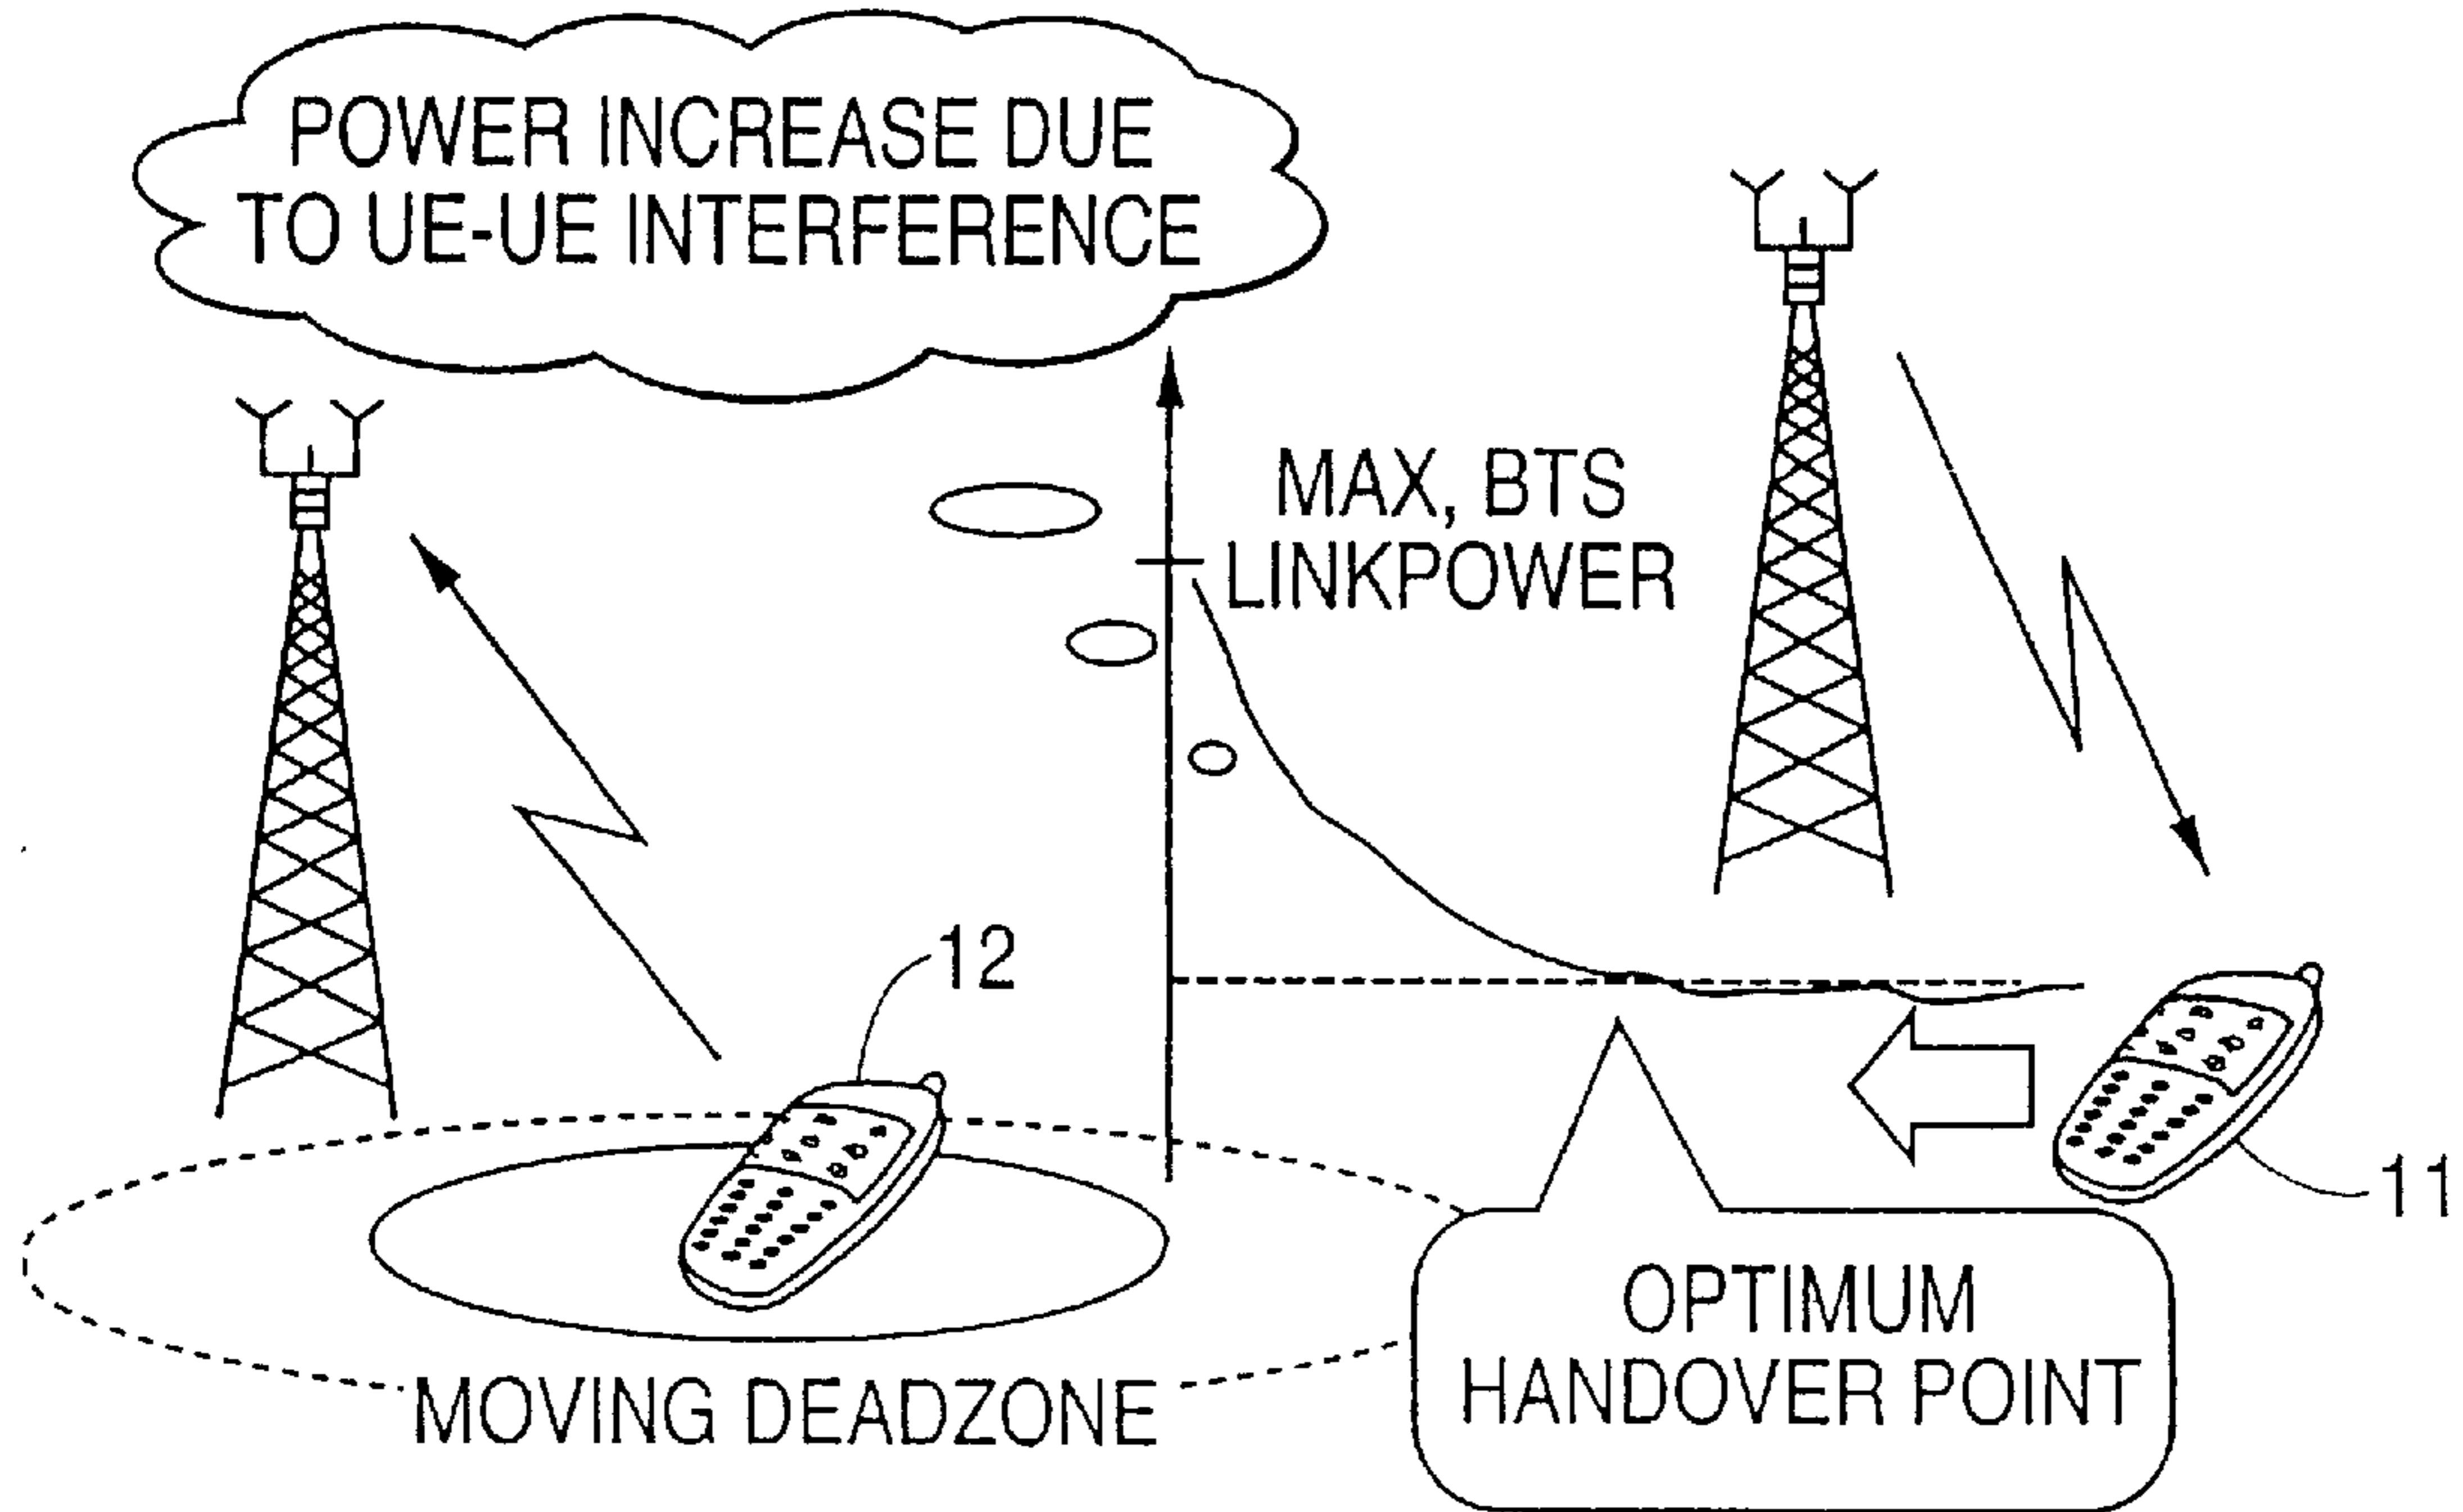 POWER INCREASE DUE
TO UE-UE INTERFERENCE
MAX, BTS
LINKPOWER
12
11
OPTIMUM
HANDOVER POINT
MOVING DEADZONE